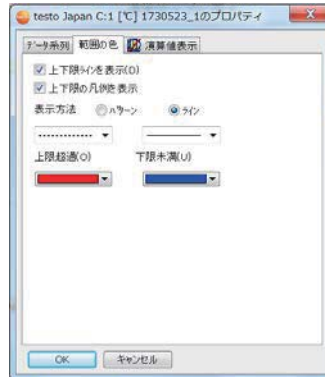 testo Japan C:1 [℃] 1730523_1のプロパティ
データ系列 範囲の色 演算値表示
上下限ラインを表示(O)
上下限の凡例を表示
表示方法 パターン ライン
上限超過(O) 下限未満(U)
OK キャンセル